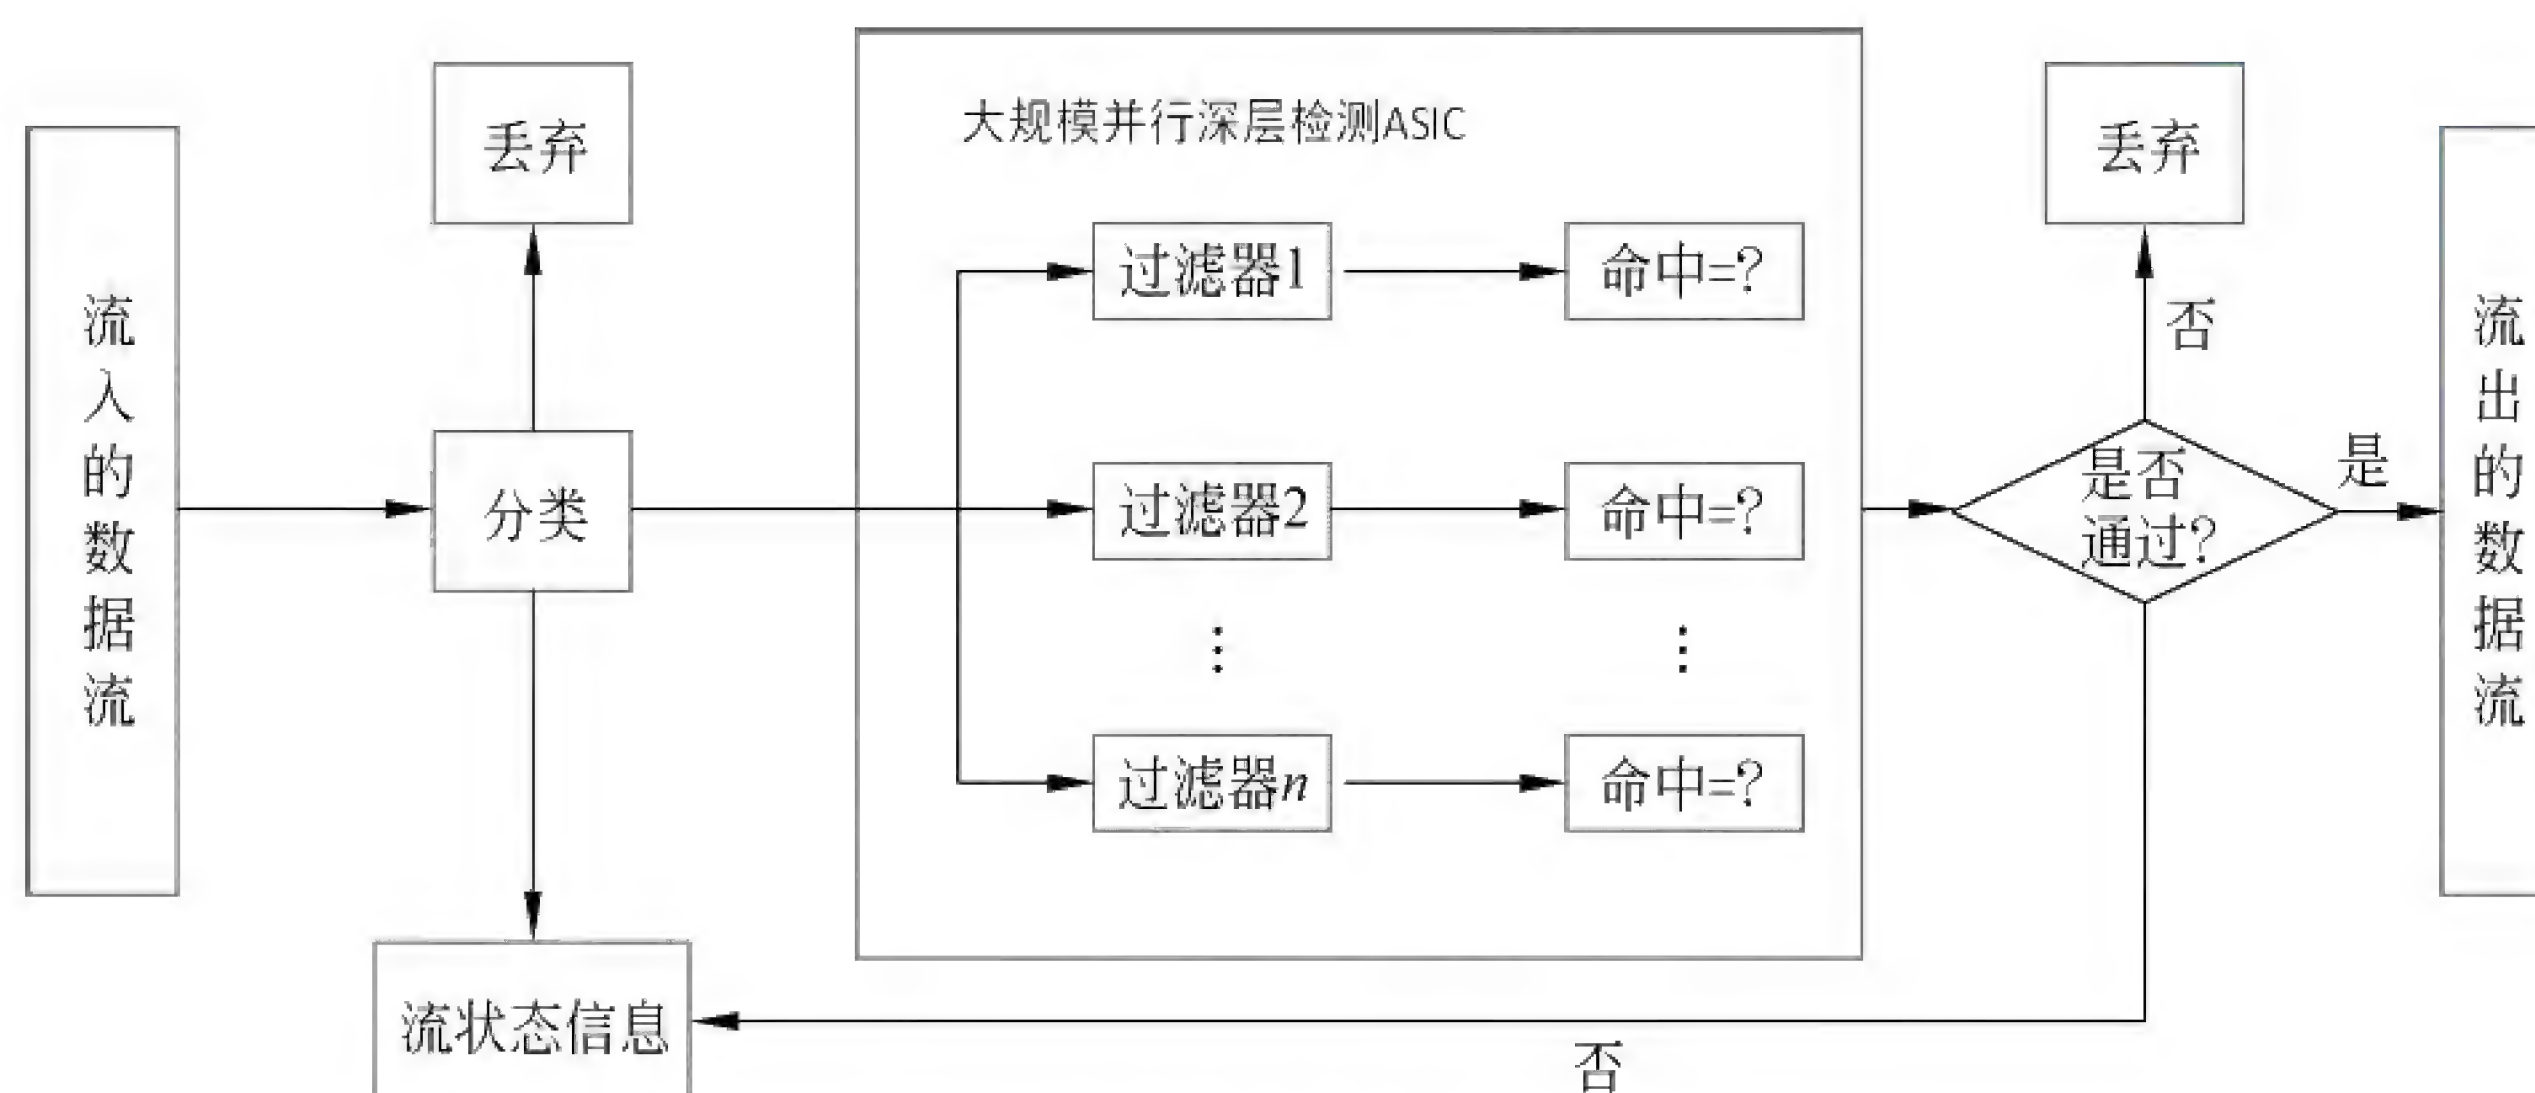 流入的数据流
丢弃
分类
流状态信息
大规模并行深层检测ASIC
过滤器1
命中=?
过滤器2
命中=?
⋮
⋮
过滤器n
命中=?
丢弃
否
是否
通过?
是
否
流出的数据流